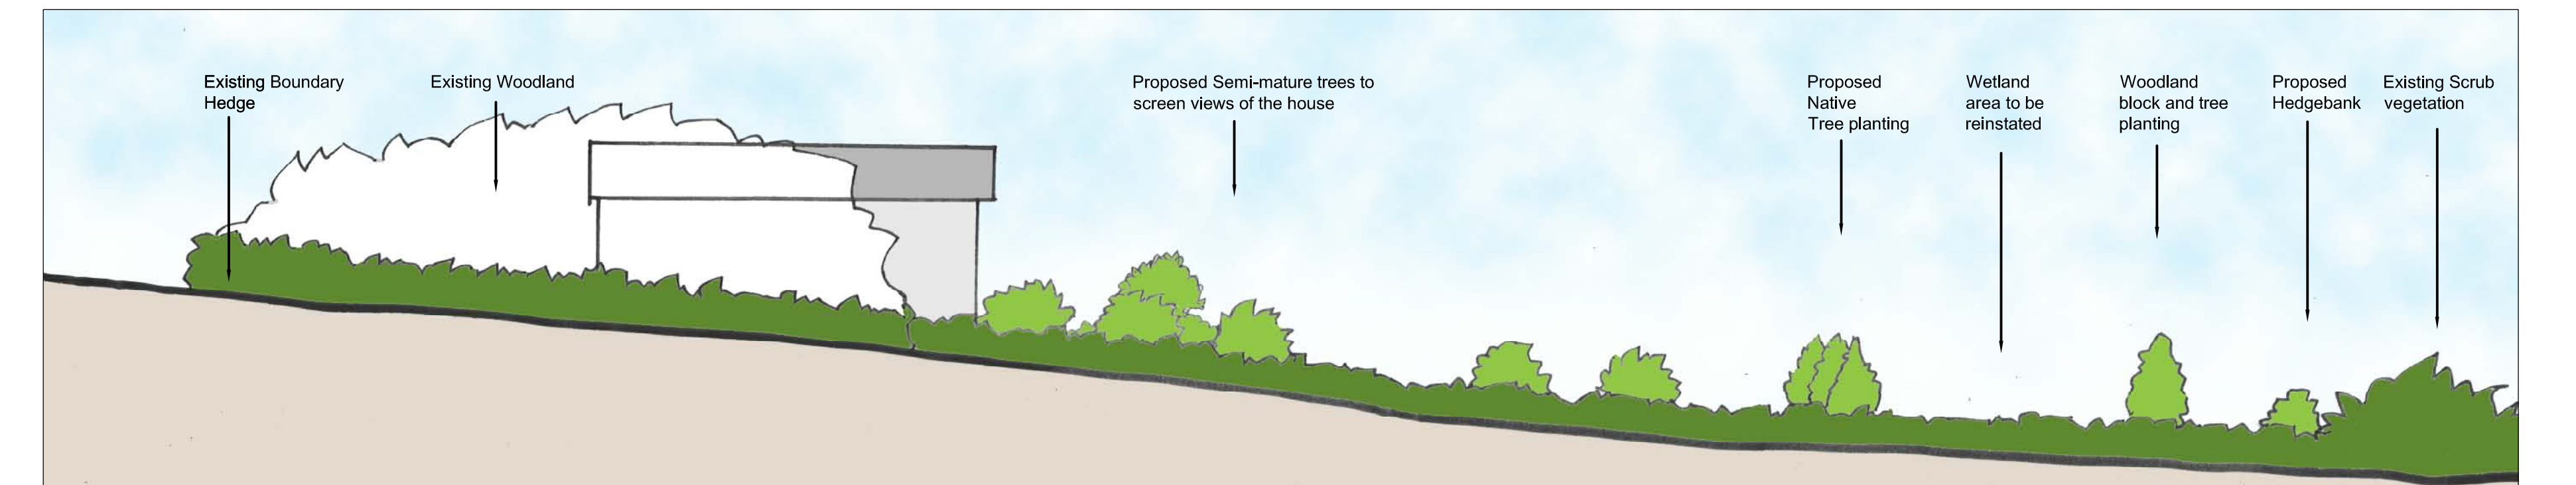 Existing Boundary
Hedge
Existing Woodland
Proposed Semi-mature trees to
screen views of the house
Proposed
Native
Tree planting
Wetland
area to be
reinstated
Woodland
block and tree
planting
Proposed
Hedgebank
Existing Scrub
vegetation